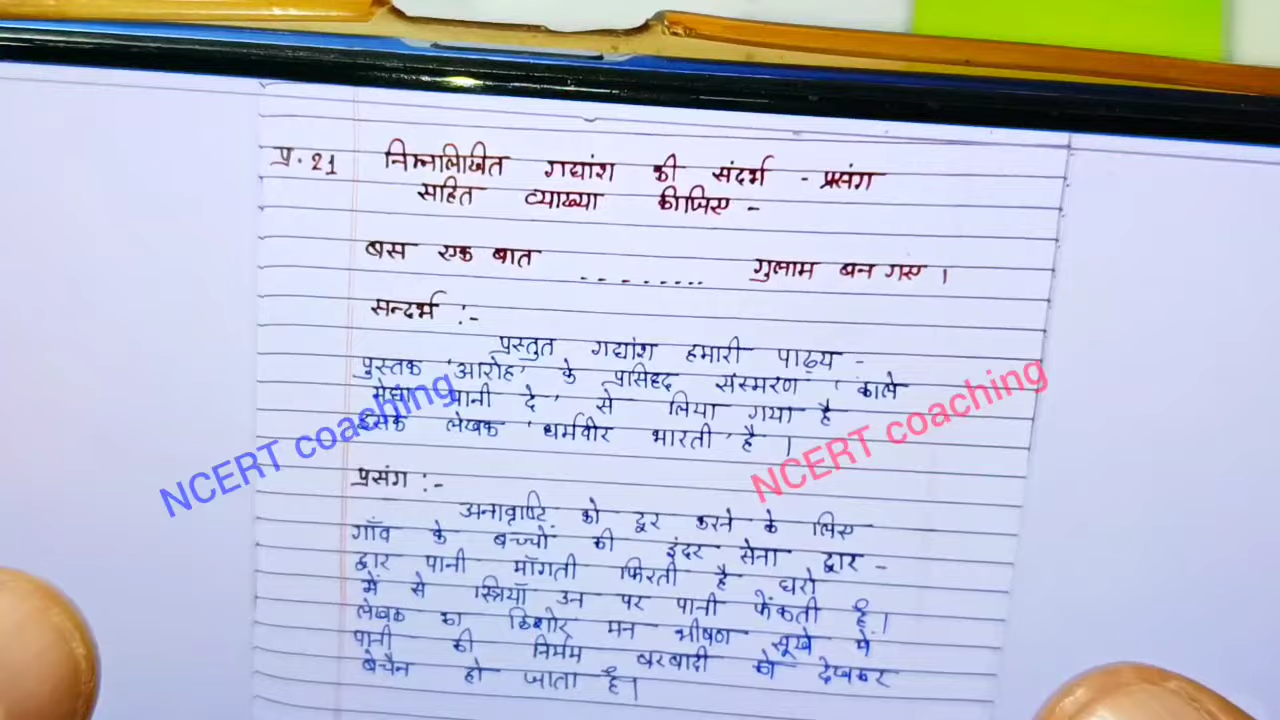 प्र.21 निम्नलिखित गद्यांश की संदर्भ - प्रसंग
सहित व्याख्या कीजिए -
बस एक बात ......... गुलाम बन गए ।
सन्दर्भ :-
प्रस्तुत गद्यांश हमारी पाठ्य -
पुस्तक 'आरोह' के प्रसिद्द संस्मरण 'काले
मेघा पानी दे' से लिया गया है
इसके लेखक 'धर्मवीर भारती' है ।
NCERT coaching
NCERT coaching
प्रसंग :-
अनावृष्टि को दूर करने के लिए
गाँव के बच्चों की इंदर सेना द्वार -
द्वार पानी माँगती फिरती है घरो
में से स्त्रियाँ उन पर पानी फेंकती है।
लेखक का किशोर मन भीषण सूखे में
पानी की निर्मम बरबादी को देखकर
बेचैन हो जाता है।